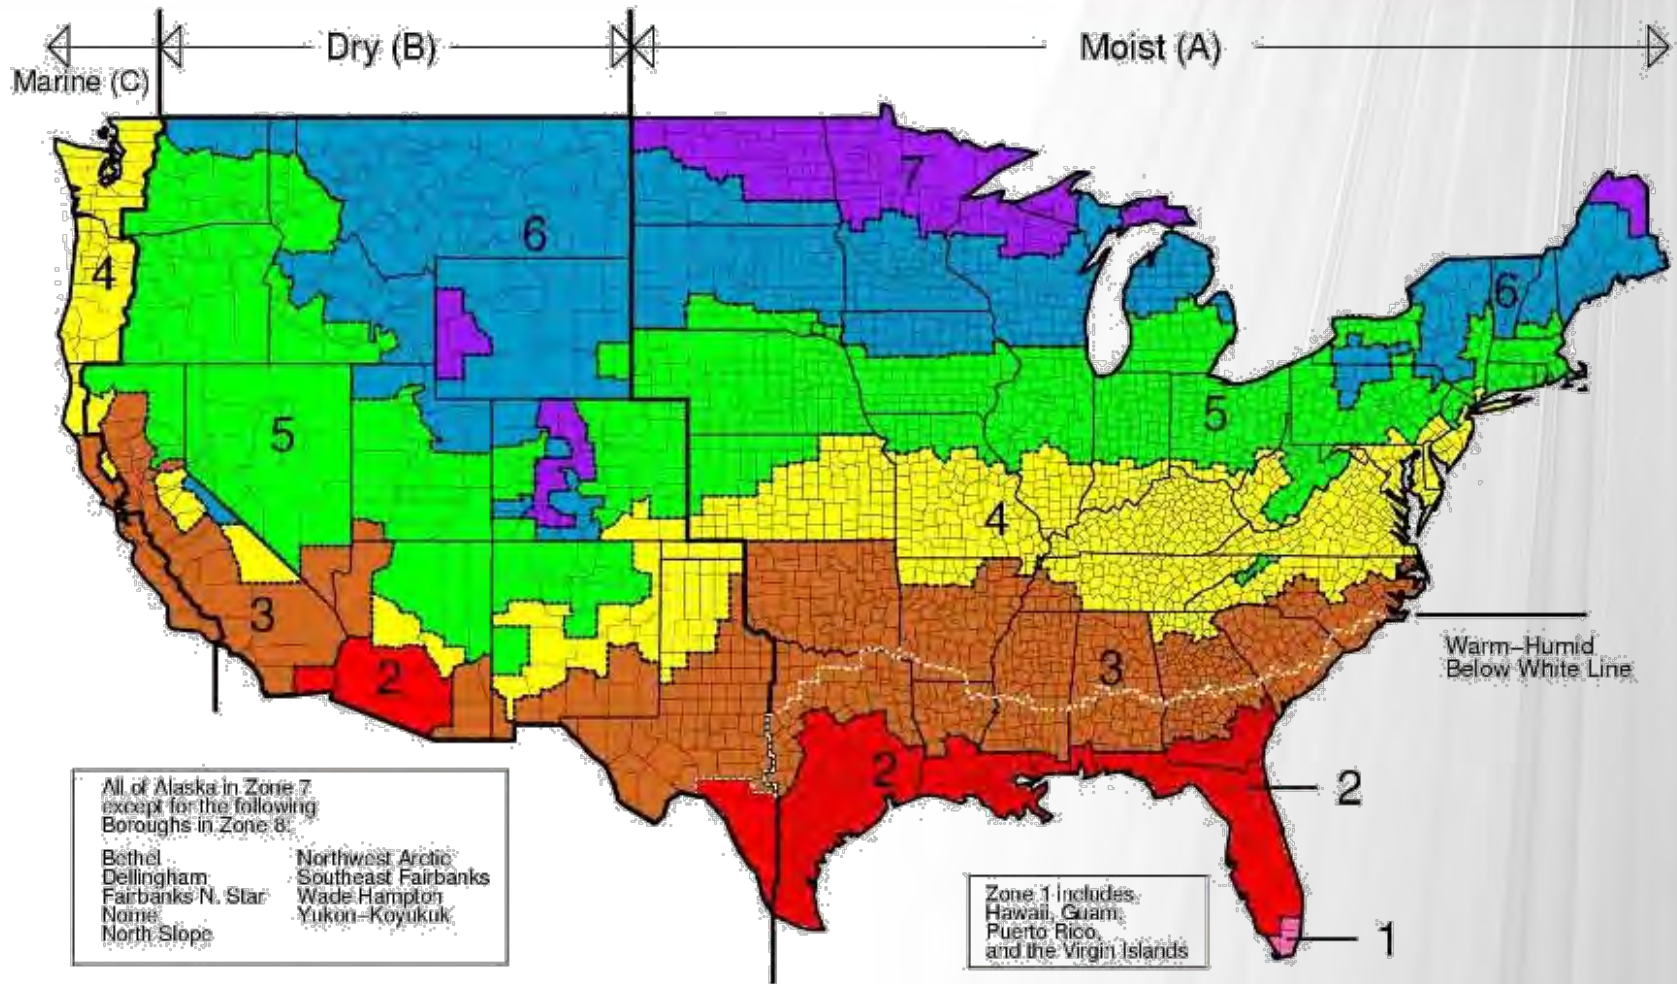 Marine (C)
Dry (B)
Moist (A)
7
6
4
6
5
5
4
3
3
2
2
2
1
Warm-Humid
Below White Line
All of Alaska in Zone 7
except for the following
Boroughs in Zone 8:
Bethel
Dellingham
Fairbanks N. Star
Nome
North Slope
Northwest Arctic
Southeast Fairbanks
Wade Hampton
Yukon-Koyukuk
Zone 1 includes
Hawaii, Guam,
Puerto Rico,
and the Virgin Islands